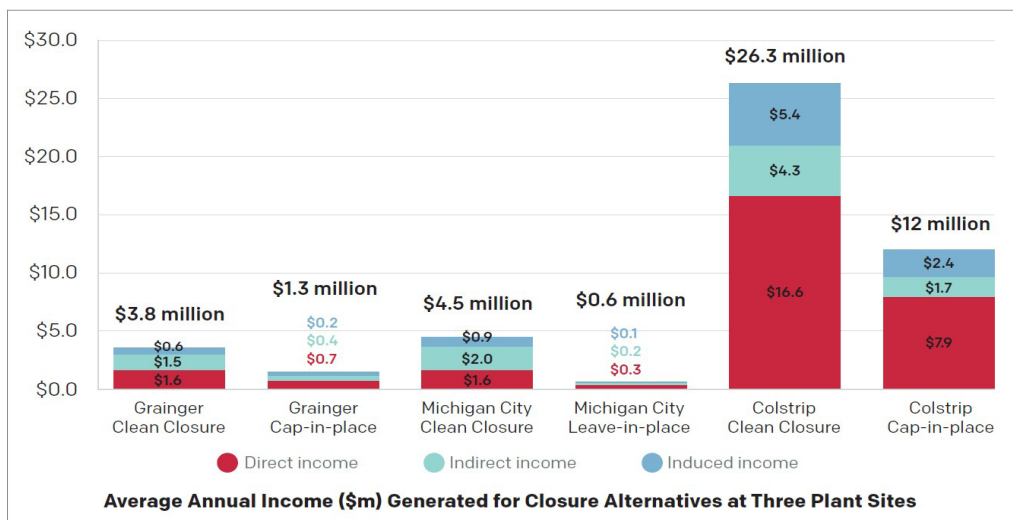 $30.0
$25.0
$20.0
$15.0
$10.0
$5.0
$0.0
$3.8 million
$0.6
$1.5
$1.6
$1.3 million
$0.2
$0.4
$0.7
$4.5 million
$0.9
$2.0
$1.6
$0.6 million
$0.1
$0.2
$0.3
$26.3 million
$5.4
$4.3
$16.6
$12 million
$2.4
$1.7
$7.9
Grainger
Clean Closure
Grainger
Cap-in-place
Michigan City
Clean Closure
Michigan City
Leave-in-place
Colstrip
Clean Closure
Colstrip
Cap-in-place
Direct income
Indirect income
Induced income
Average Annual Income ($m) Generated for Closure Alternatives at Three Plant Sites